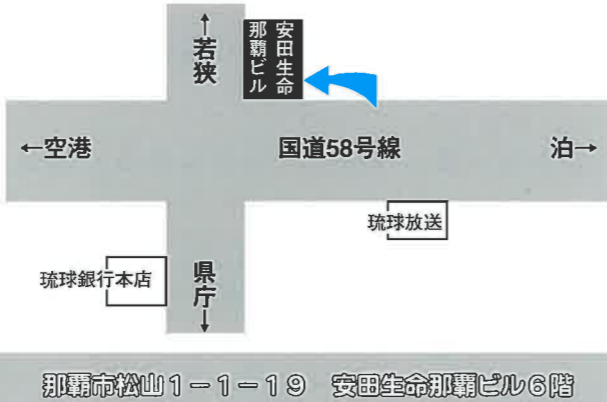 ↑若狭
安田生命
那覇ビル
←空港
国道58号線
泊→
琉球放送
琉球銀行本店
県庁↓
那覇市松山1-1-19 安田生命那覇ビル6階